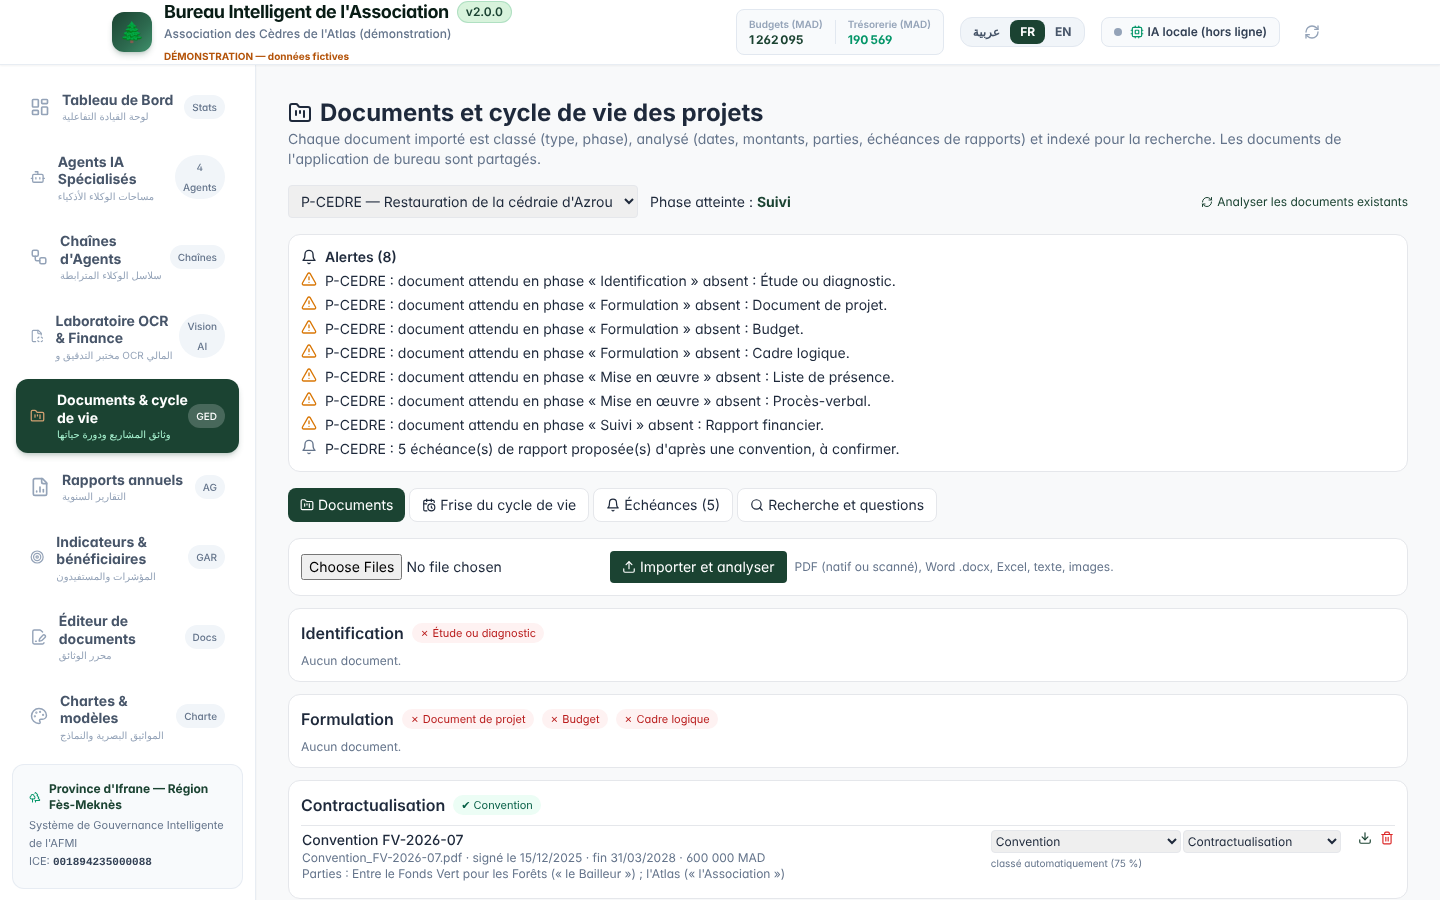 Bureau Intelligent de l'Association
v2.0.0
Association des Cèdres de l'Atlas (démonstration)
DÉMONSTRATION — données fictives
Budgets (MAD)
1 262 095
Trésorerie (MAD)
190 569
عربية
FR
EN
IA locale (hors ligne)
Tableau de Bord
لوحة القيادة التفاعلية
Stats
Agents IA
Spécialisés
مساحات الوكلاء الأذكياء
4
Agents
Chaînes
d'Agents
سلاسل الوكلاء المترابطة
Chaînes
Laboratoire OCR
& Finance
المالي OCR مختبر التدقيق و
Vision
AI
Documents & cycle
de vie
وثائق المشاريع ودورة حياتها
GED
Rapports annuels
التقارير السنوية
AG
Indicateurs &
bénéficiaires
المؤشرات والمستفيدون
GAR
Éditeur de
documents
محرر الوثائق
Docs
Chartes &
modèles
المواثيق البصرية والنماذج
Charte
Province d'Ifrane — Région
Fès-Meknès
Système de Gouvernance Intelligente
de l'AFMI
ICE: 001894235000088
Documents et cycle de vie des projets
Chaque document importé est classé (type, phase), analysé (dates, montants, parties, échéances de rapports) et indexé pour la recherche. Les documents de
l'application de bureau sont partagés.
P-CEDRE — Restauration de la cédraie d'Azrou
Phase atteinte : Suivi
Analyser les documents existants
Alertes (8)
P-CEDRE : document attendu en phase « Identification » absent : Étude ou diagnostic.
P-CEDRE : document attendu en phase « Formulation » absent : Document de projet.
P-CEDRE : document attendu en phase « Formulation » absent : Budget.
P-CEDRE : document attendu en phase « Formulation » absent : Cadre logique.
P-CEDRE : document attendu en phase « Mise en œuvre » absent : Liste de présence.
P-CEDRE : document attendu en phase « Mise en œuvre » absent : Procès-verbal.
P-CEDRE : document attendu en phase « Suivi » absent : Rapport financier.
P-CEDRE : 5 échéance(s) de rapport proposée(s) d'après une convention, à confirmer.
Documents
Frise du cycle de vie
Échéances (5)
Recherche et questions
Choose Files No file chosen
Importer et analyser
PDF (natif ou scanné), Word .docx, Excel, texte, images.
Identification
× Étude ou diagnostic
Aucun document.
Formulation
× Document de projet
× Budget
× Cadre logique
Aucun document.
Contractualisation
✔ Convention
Convention FV-2026-07
Convention_FV-2026-07.pdf · signé le 15/12/2025 · fin 31/03/2028 · 600 000 MAD
Parties : Entre le Fonds Vert pour les Forêts (« le Bailleur ») ; l'Atlas (« l'Association »)
Convention
Contractualisation
classé automatiquement (75 %)